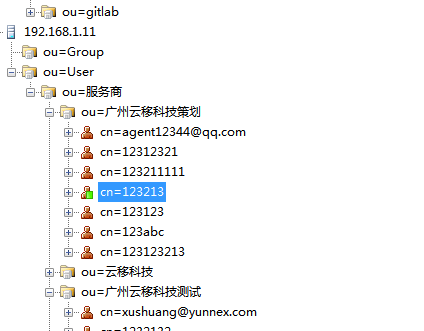 ou=gitlab
192.168.1.11
ou=Group
ou=User
ou=服务商
ou=广州云移科技策划
cn=agent12344@qq.com
cn=12312321
cn=123211111
cn=123213
cn=123123
cn=123abc
cn=123123213
ou=云移科技
ou=广州云移科技测试
cn=xushuang@yunnex.com